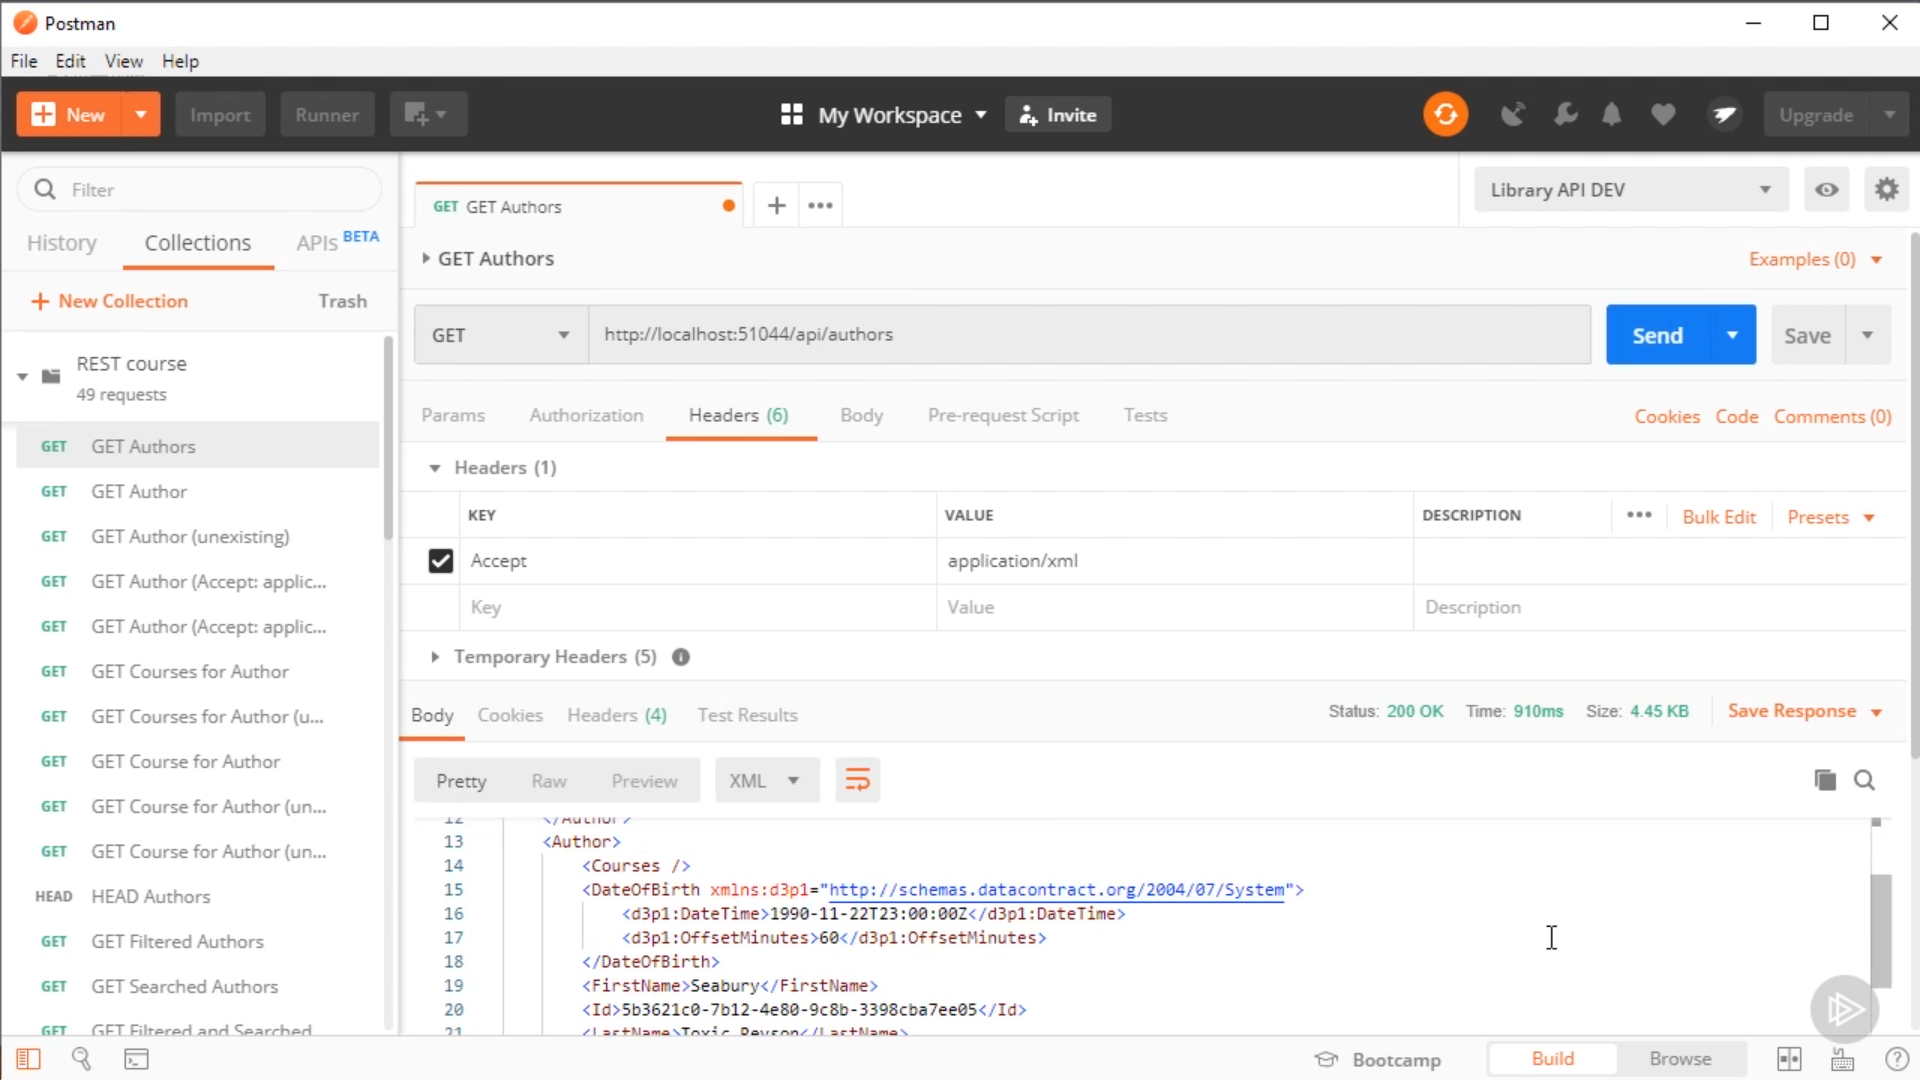 Postman
File Edit View Help
New Import Runner My Workspace Invite Upgrade
Filter
History Collections APIs BETA
+ New Collection Trash
REST course
49 requests
GET GET Authors
GET GET Author
GET GET Author (unexisting)
GET GET Author (Accept: applic...
GET GET Author (Accept: applic...
GET GET Courses for Author
GET GET Courses for Author (u...
GET GET Course for Author
GET GET Course for Author (un...
GET GET Course for Author (un...
HEAD HEAD Authors
GET GET Filtered Authors
GET GET Searched Authors
GET GET Filtered and Searched
GET GET Authors
Library API DEV
GET Authors
Examples (0)
GET http://localhost:51044/api/authors Send Save
Params Authorization Headers (6) Body Pre-request Script Tests Cookies Code Comments (0)
Headers (1)
KEY VALUE DESCRIPTION Bulk Edit Presets
Accept application/xml
Key Value Description
Temporary Headers (5)
Body Cookies Headers (4) Test Results Status: 200 OK Time: 910ms Size: 4.45 KB Save Response
Pretty Raw Preview XML
12 </Author>
13 <Author>
14 <Courses />
15 <DateOfBirth xmlns:d3p1="http://schemas.datacontract.org/2004/07/System">
16 <d3p1:DateTime>1990-11-22T23:00:00Z</d3p1:DateTime>
17 <d3p1:OffsetMinutes>60</d3p1:OffsetMinutes>
18 </DateOfBirth>
19 <FirstName>Seabury</FirstName>
20 <Id>5b3621c0-7b12-4e80-9c8b-3398cba7ee05</Id>
21 <LastName>Toxic Reyson</LastName>
Bootcamp Build Browse